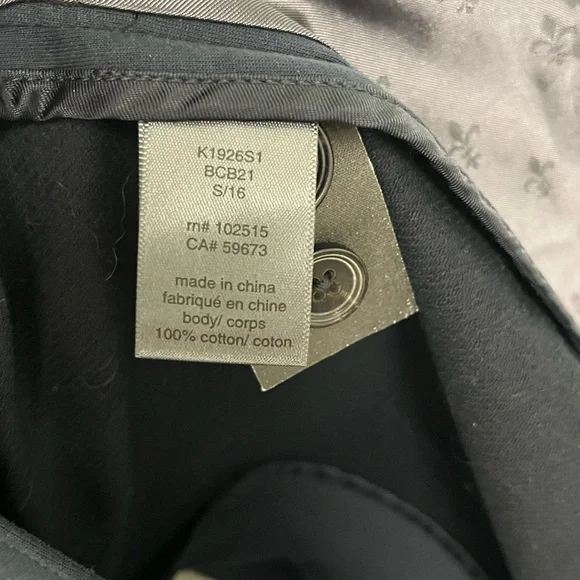 K1926S1
BCB21
S/16
rn# 102515
CA# 59673
made in china
fabriqué en chine
body/ corps
100% cotton/ coton